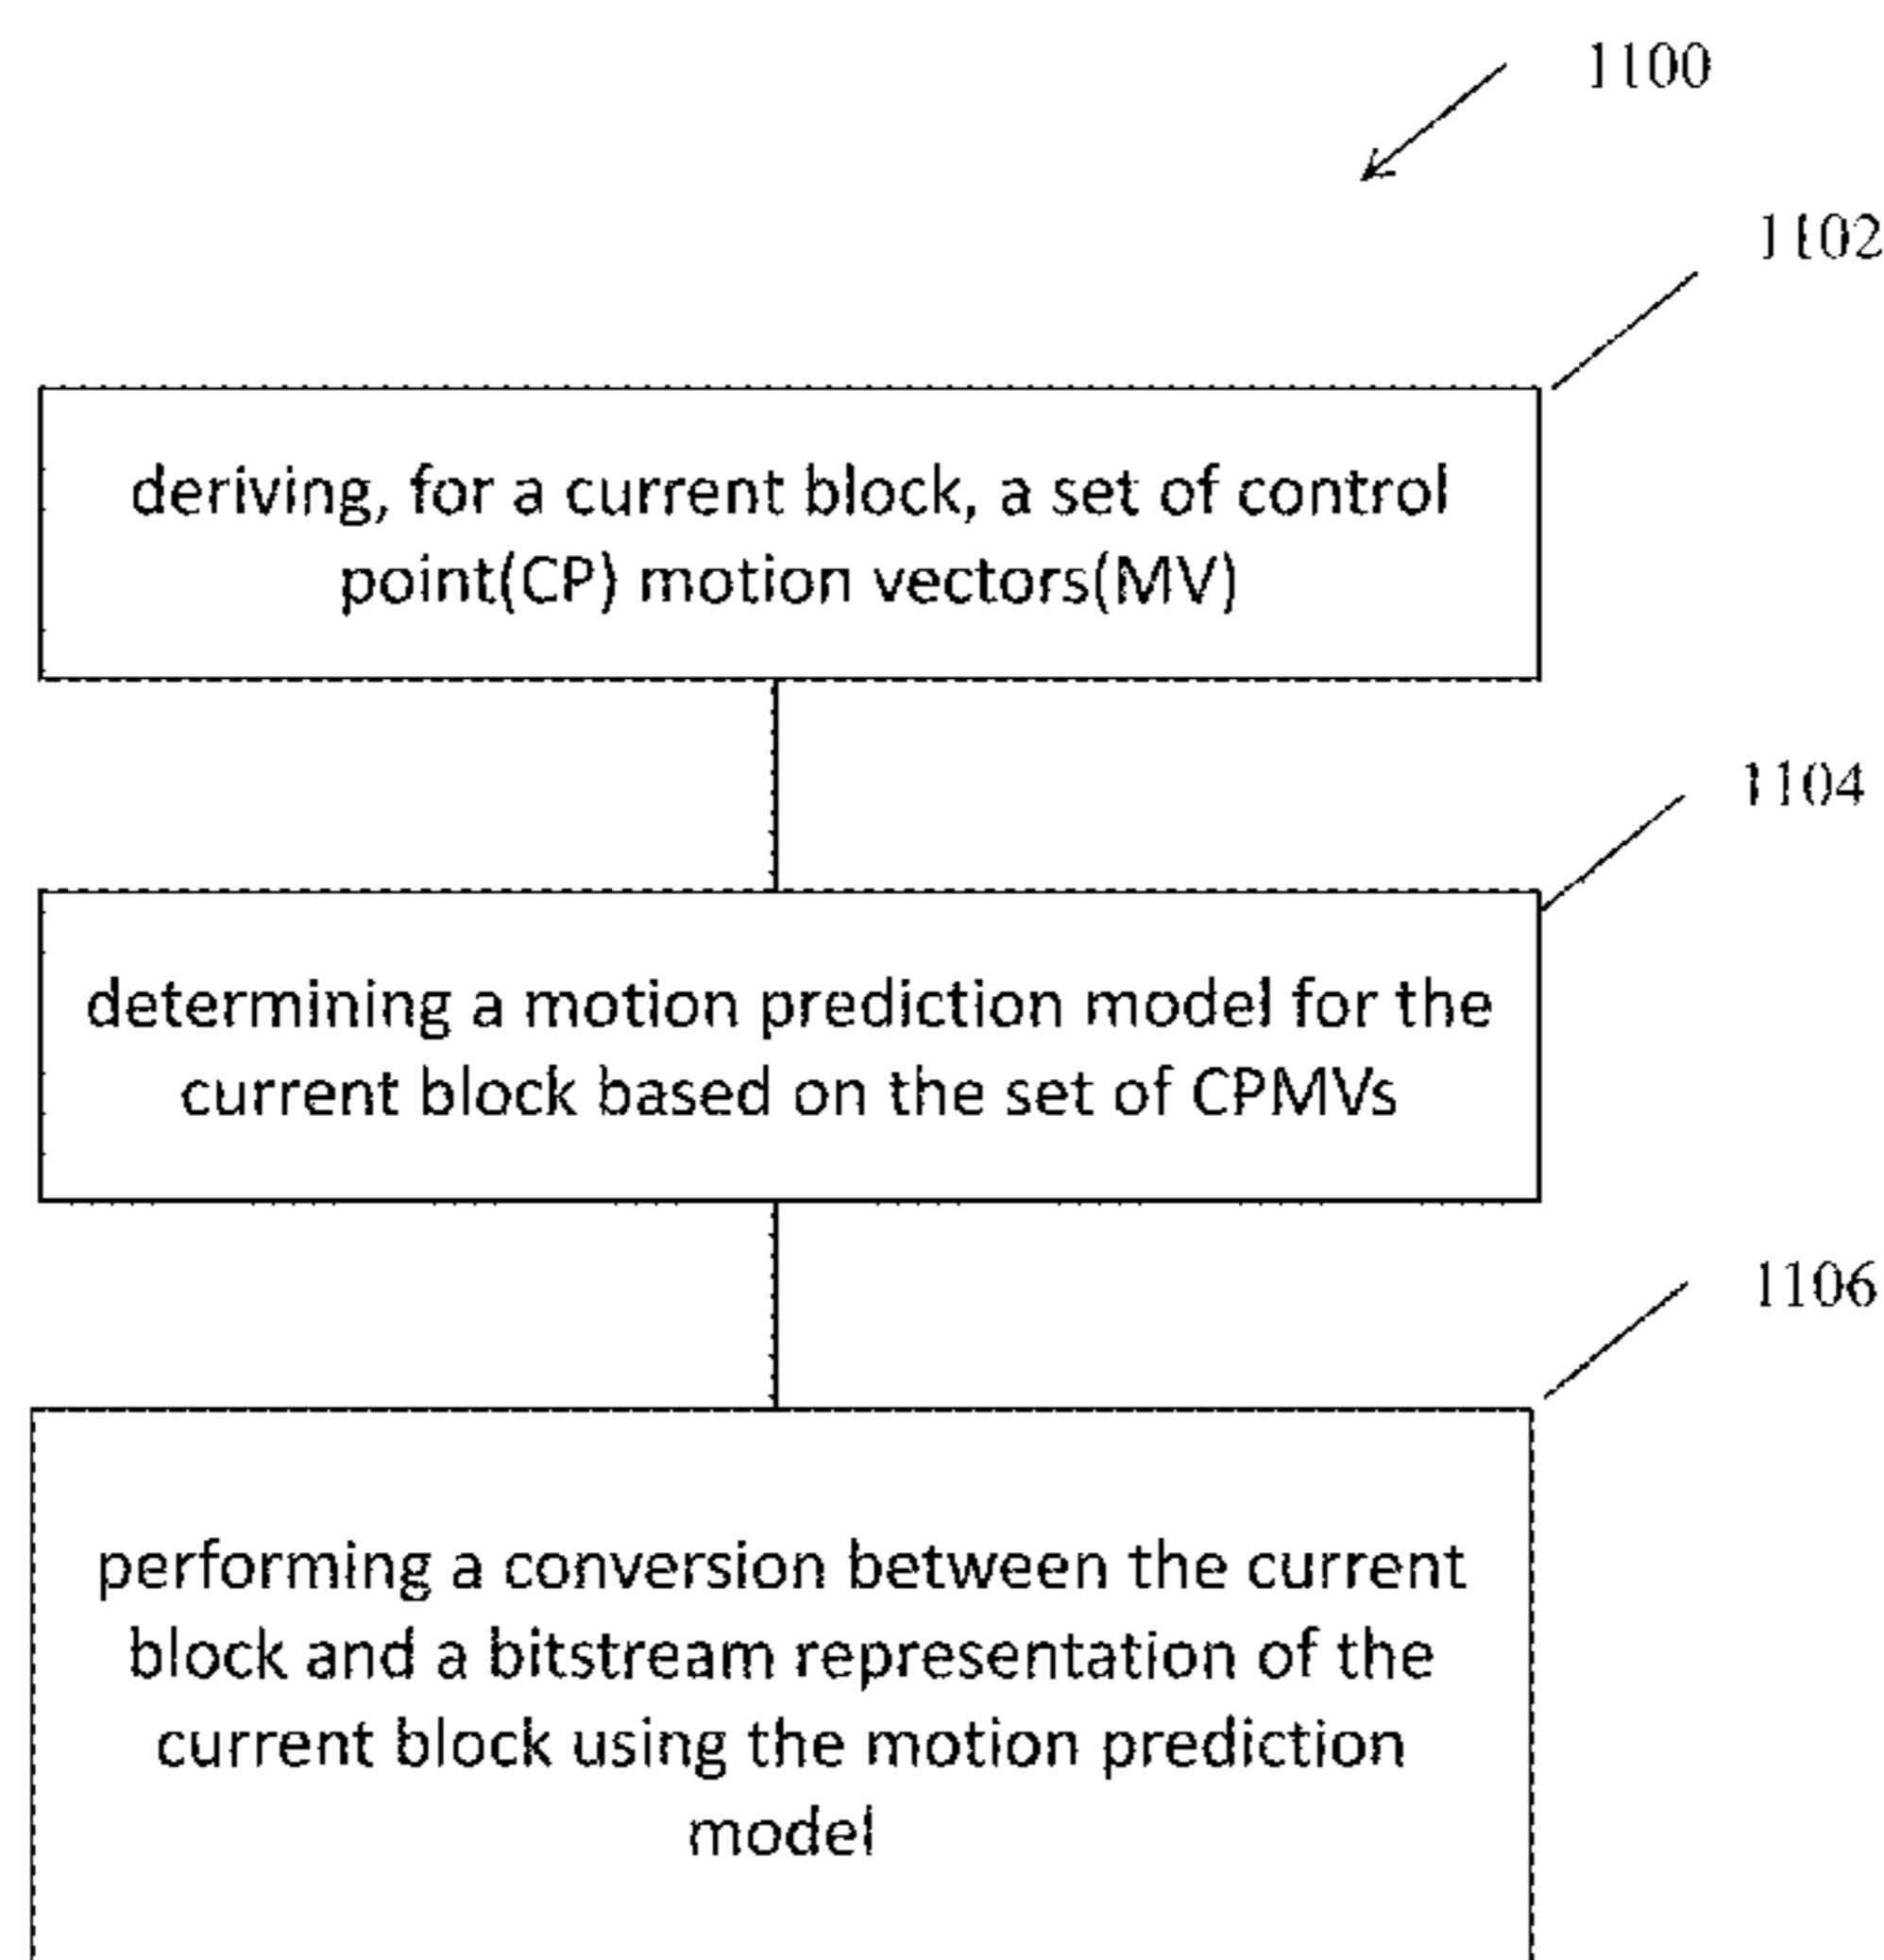 1100
1102
deriving, for a current block, a set of control
point(CP) motion vectors(MV)
1104
determining a motion prediction model for the
current block based on the set of CPMVs
1106
performing a conversion between the current
block and a bitstream representation of the
current block using the motion prediction
model